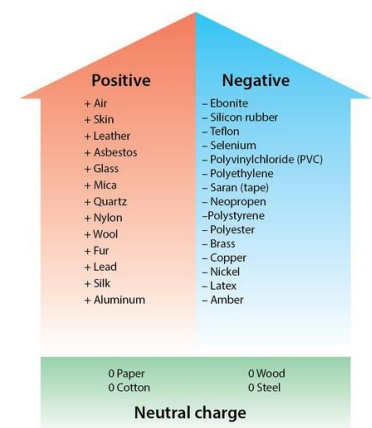 Positive
+ Air
+ Skin
+ Leather
+ Asbestos
+ Glass
+ Mica
+ Quartz
+ Nylon
+ Wool
+ Fur
+ Lead
+ Silk
+ Aluminum
Negative
– Ebonite
– Silicon rubber
– Teflon
– Selenium
– Polyvinylchloride (PVC)
– Polyethylene
– Saran (tape)
– Neopropen
–Polystyrene
– Polyester
– Brass
– Copper
– Nickel
– Latex
– Amber
0 Paper
0 Cotton
0 Wood
0 Steel
Neutral charge